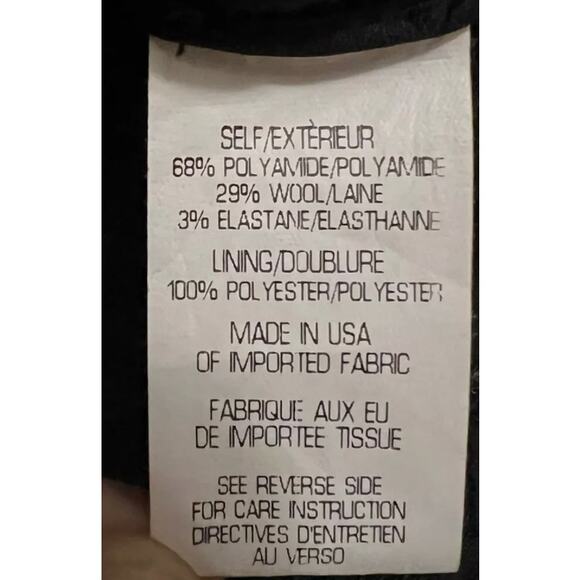 SELF/EXTÈRIEUR
68% POLYAMIDE/POLYAMIDE
29% WOOL/LAINE
3% ELASTANE/ELASTHANNE
LINING/DOUBLURE
100% POLYESTER/POLYESTER
MADE IN USA
OF IMPORTED FABRIC
FABRIQUE AUX EU
DE IMPORTEE TISSUE
SEE REVERSE SIDE
FOR CARE INSTRUCTION
DIRECTIVES D'ENTRETIEN
AU VERSO